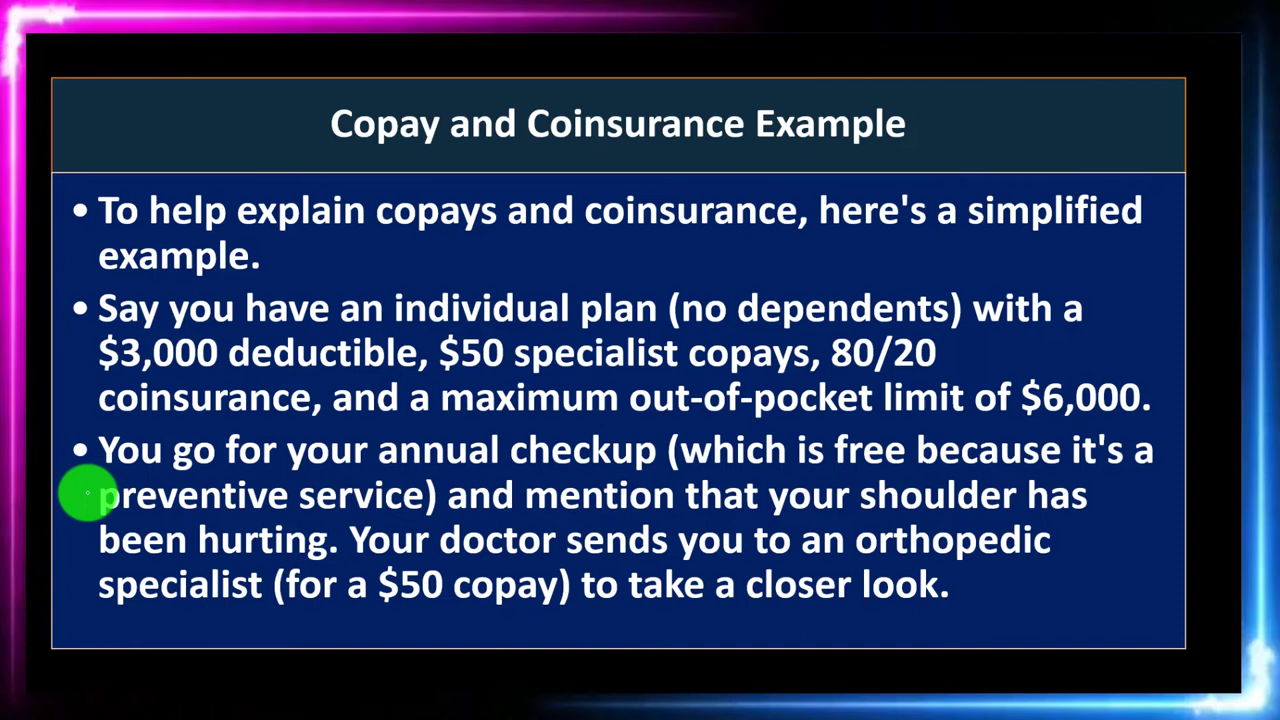 Copay and Coinsurance Example
• To help explain copays and coinsurance, here's a simplified
example.
• Say you have an individual plan (no dependents) with a
$3,000 deductible, $50 specialist copays, 80/20
coinsurance, and a maximum out-of-pocket limit of $6,000.
• You go for your annual checkup (which is free because it's a
preventive service) and mention that your shoulder has
been hurting. Your doctor sends you to an orthopedic
specialist (for a $50 copay) to take a closer look.